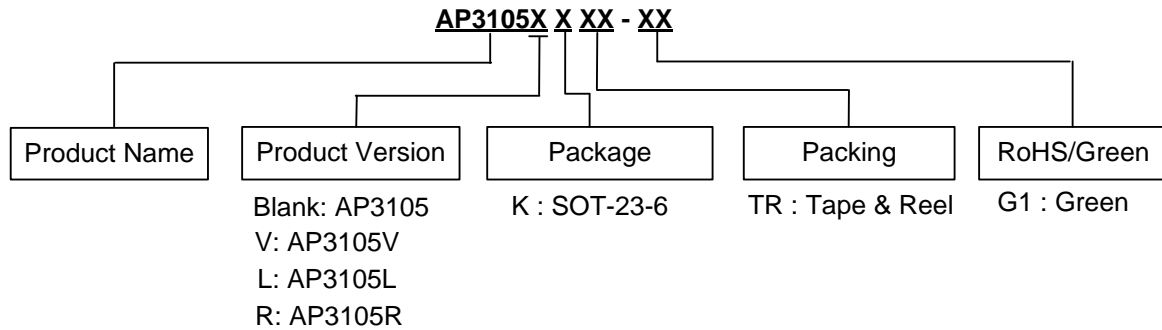 AP3105X X XX - XX
Product Name
Product Version
Package
Packing
RoHS/Green
Blank: AP3105
V: AP3105V
L: AP3105L
R: AP3105R
K : SOT-23-6
TR : Tape & Reel
G1 : Green